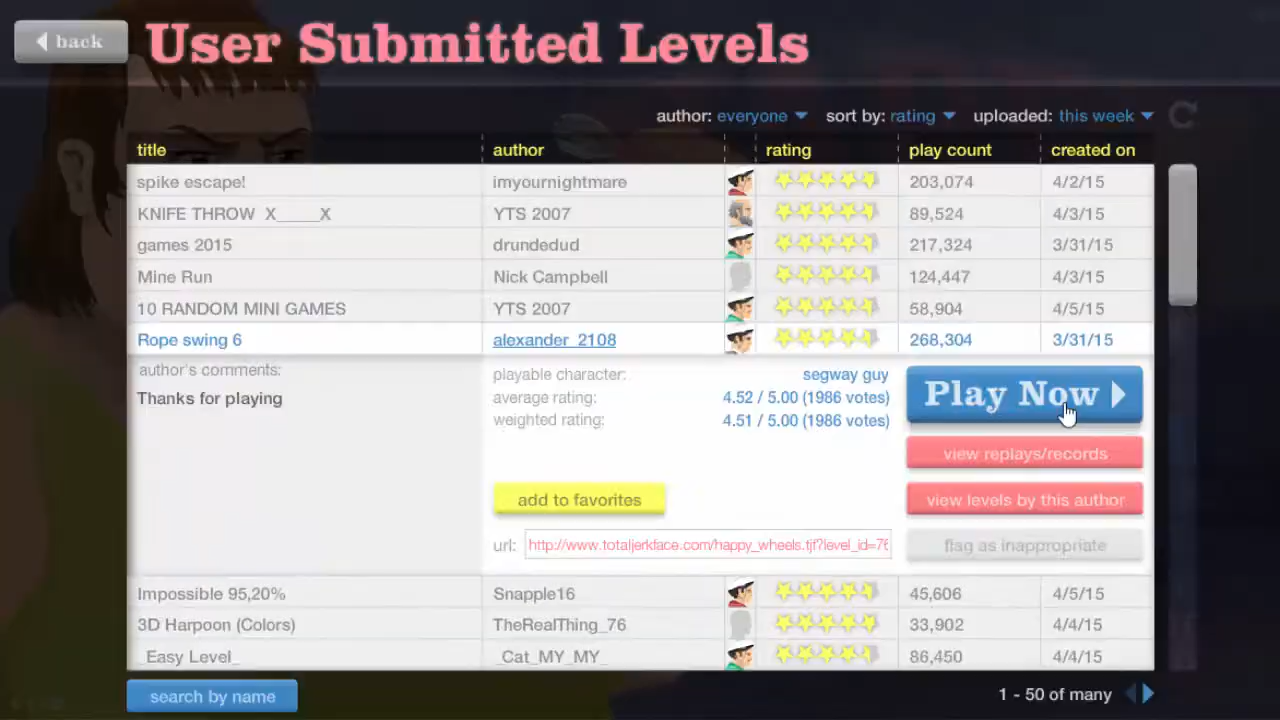 back
User Submitted Levels
author: everyone sort by: rating uploaded: this week
title author rating play count created on
spike escape! imyournightmare 203,074 4/2/15
KNIFE THROW X_____X YTS 2007 89,524 4/3/15
games 2015 drundedud 217,324 3/31/15
Mine Run Nick Campbell 124,447 4/3/15
10 RANDOM MINI GAMES YTS 2007 58,904 4/5/15
Rope swing 6 alexander_2108 268,304 3/31/15
author's comments:
Thanks for playing
playable character: segway guy
average rating: 4.52 / 5.00 (1986 votes)
weighted rating: 4.51 / 5.00 (1986 votes)
add to favorites
url: http://www.totaljerkface.com/happy_wheels.tjf?level_id=76
Play Now
view replays/records
view levels by this author
flag as inappropriate
Impossible 95,20% Snapple16 45,606 4/5/15
3D Harpoon (Colors) TheRealThing_76 33,902 4/4/15
_Easy Level_ _Cat_MY_MY_ 86,450 4/4/15
search by name
1 - 50 of many